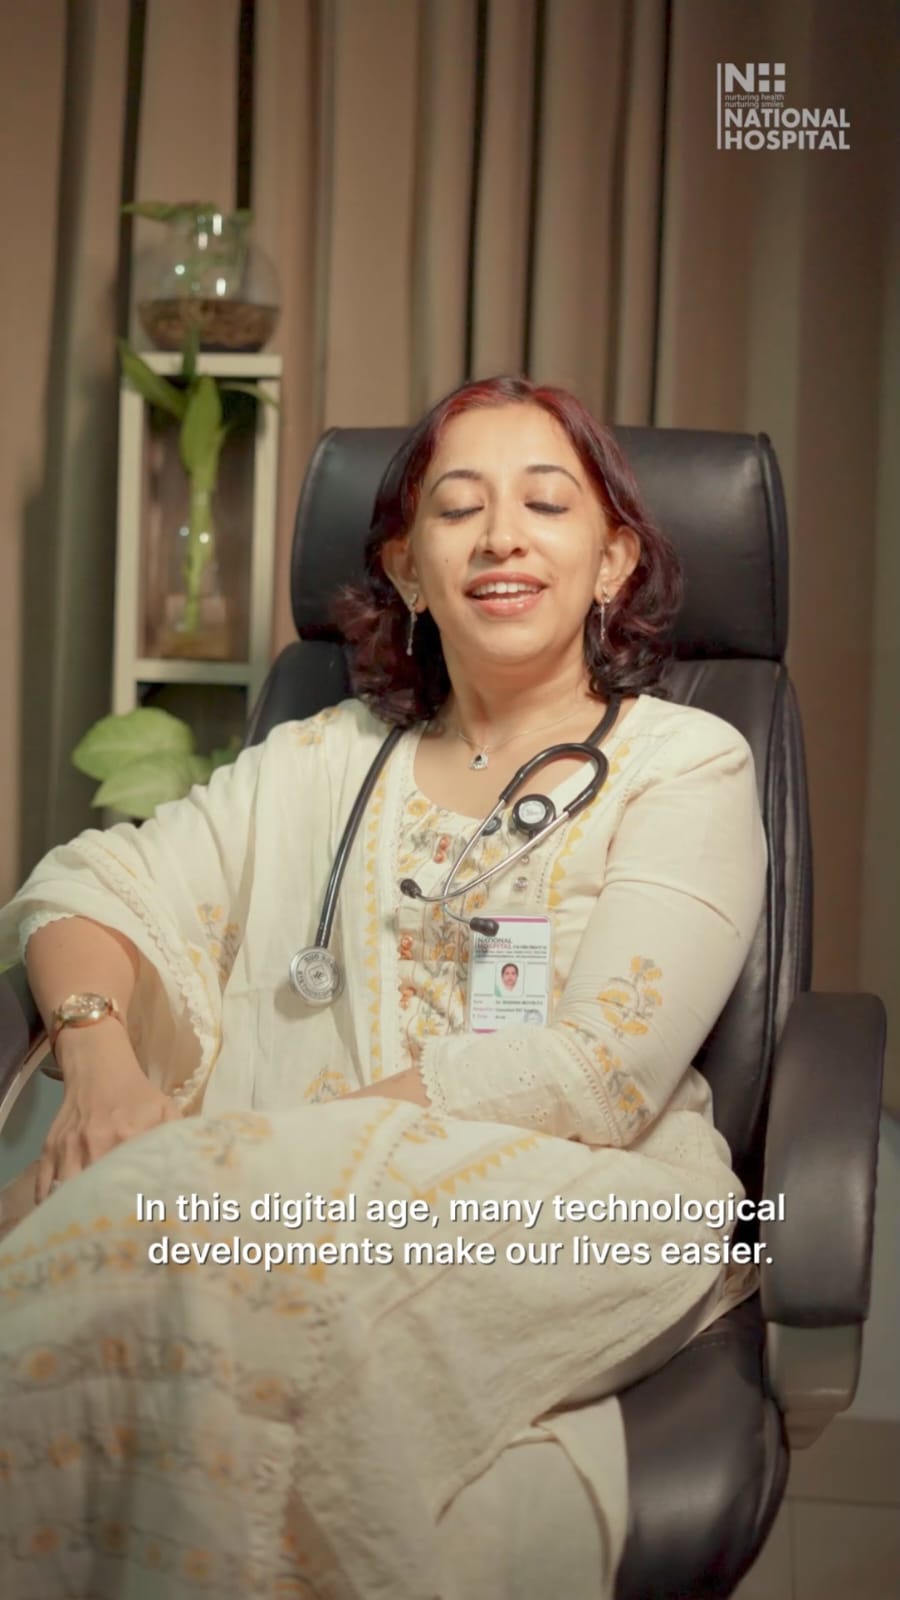 NH
nurturing health
nurturing smiles
NATIONAL
HOSPITAL
NATIONAL
HOSPITAL
In this digital age, many technological
developments make our lives easier.